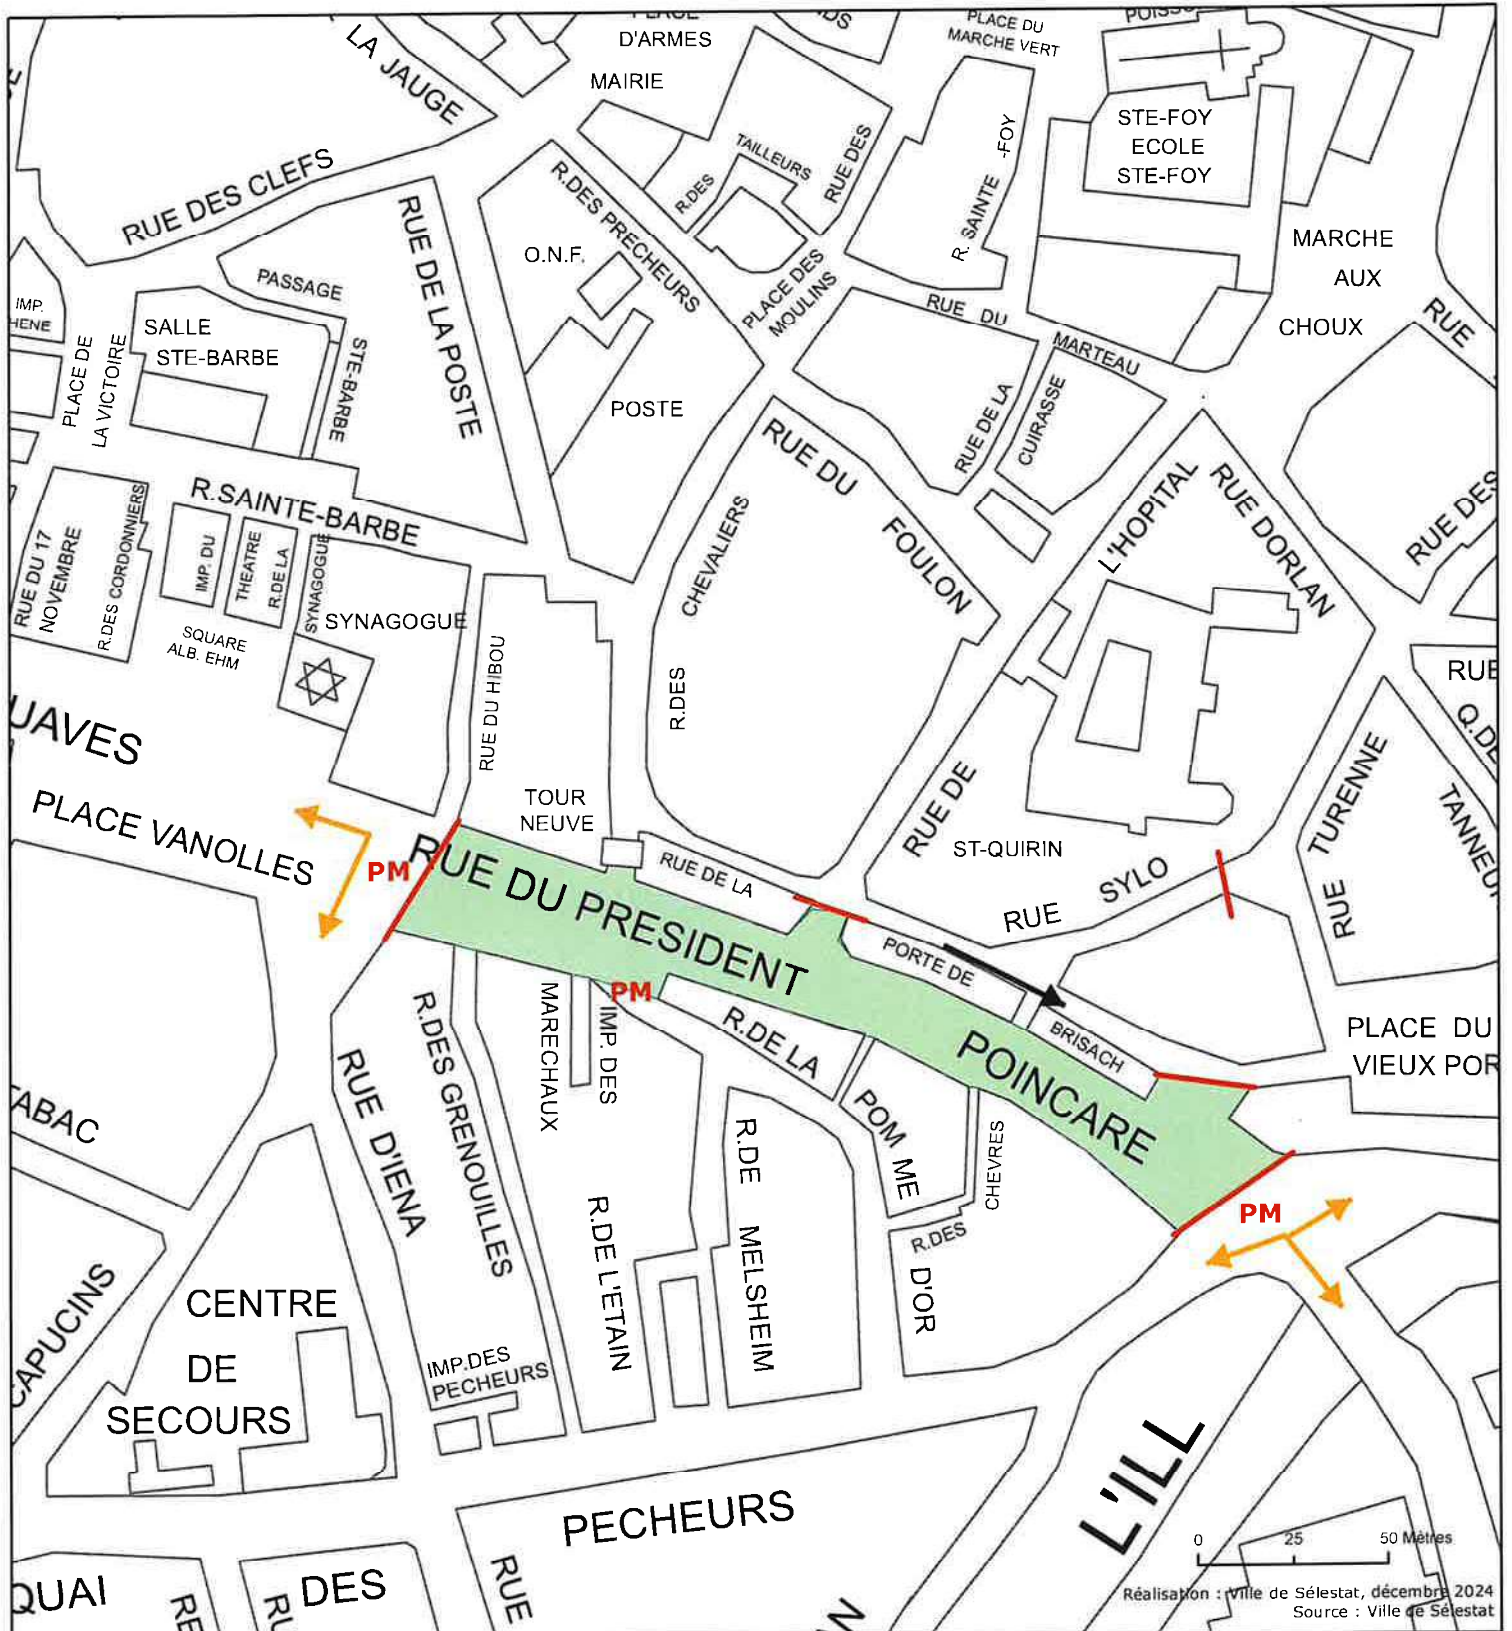 LA JAUGE
D'ARMES
MAIRIE
PLACE DU
MARCHE VERT
STE-FOY
ECOLE
STE-FOY
RUE DES CLEFS
R.DES PRECHEURS
R.DES
TAILLEURS
RUE DES
R. SAINTE -FOY
MARCHE
AUX
CHOUX
RUE
O.N.F.
PLACE DES
MOULINS
RUE DU
MARTEAU
PASSAGE
STE-BARBE
RUE DE LA POSTE
IMP.
HENE
SALLE
STE-BARBE
PLACE DE
LA VICTOIRE
POSTE
RUE DE LA
CUIRASSE
RUE DU
FOULON
L'HOPITAL
RUE DORLAN
RUE DES
R.SAINTE-BARBE
RUE DU 17
NOVEMBRE
R.DES CORDONNIERS
IMP. DU
THEATRE
R.DE LA
SYNAGOGUE
SYNAGOGUE
SQUARE
ALB. EHM
RUE DU HIBOU
CHEVALIERS
R.DES
RUE
Q.DE
UAVES
PLACE VANOLLES
TOUR
NEUVE
RUE DE
ST-QUIRIN
RUE
TURENNE
PM
RUE DU PRESIDENT
POINCARE
RUE DE LA
PORTE DE
BRISACH
RUE
SYLO
PM
PLACE DU
VIEUX POR
R.DES GRENOUILLES
MARECHAUX
IMP. DES
R.DE LA
POM ME
D'OR
RUE D'IENA
ABAC
R.DE
MELSHEIM
CHEVRES
R.DES
R.DE L'ETAIN
PM
CAPUCINS
CENTRE
DE
SECOURS
IMP.DES
PECHEURS
L'ILL
PECHEURS
QUAI
DES
RUE
0 25 50 Mètres
Réalisation : Ville de Sélestat, décembre 2024
Source : Ville de Sélestat